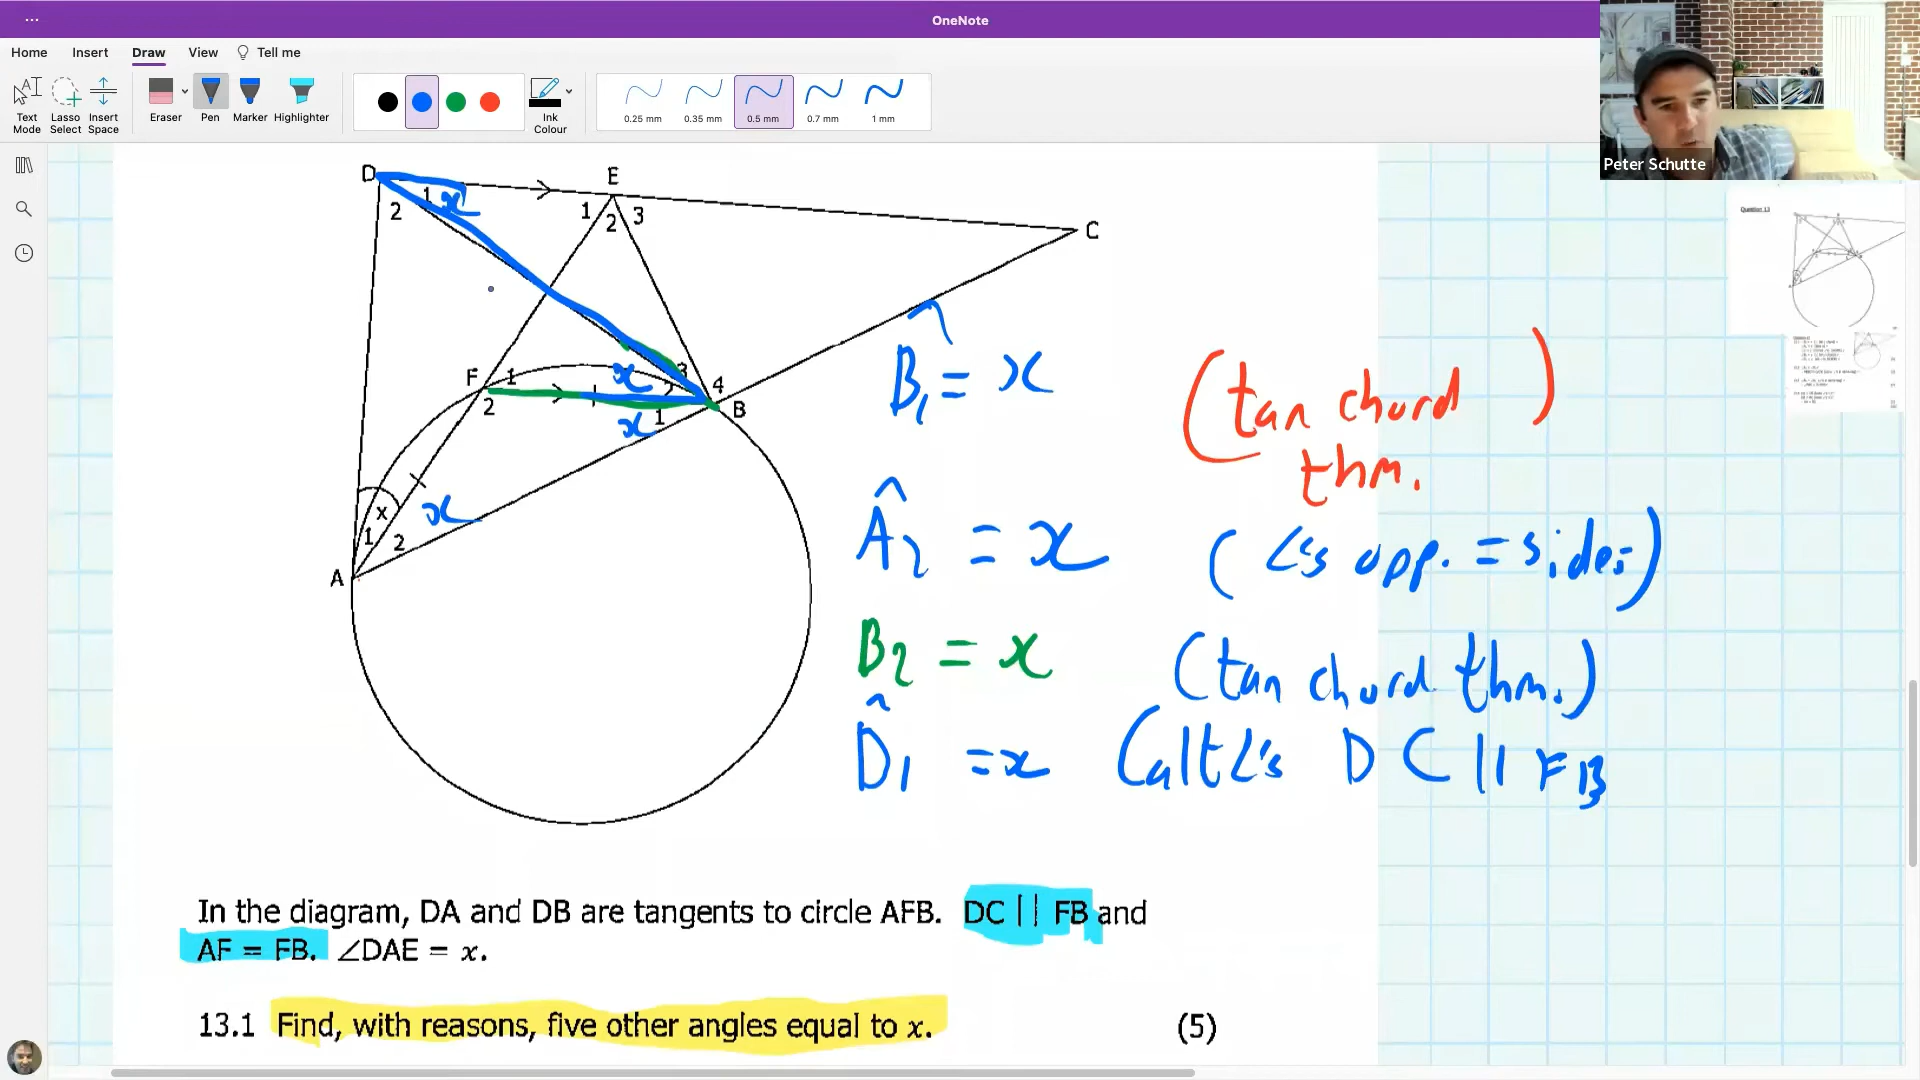 OneNote
Home Insert Draw View Tell me
Text Mode
Lasso Select
Insert Space
Eraser
Pen
Marker
Highlighter
Ink Colour
0.25 mm
0.35 mm
0.5 mm
0.7 mm
1 mm
Peter Schutte
Question 13
D
E
1 x
2
1 2 3
C
F 1
2
x 3
2
4
B
x 1
x
x
1 2
A
B̂₁ = x (tan chord thm.)
Â₂ = x (∠'s opp. = sides)
B₂ = x (tan chord thm.)
D̂₁ = x (alt ∠'s DC || FB
In the diagram, DA and DB are tangents to circle AFB. DC || FB and
AF = FB. ∠DAE = x.
13.1 Find, with reasons, five other angles equal to x. (5)